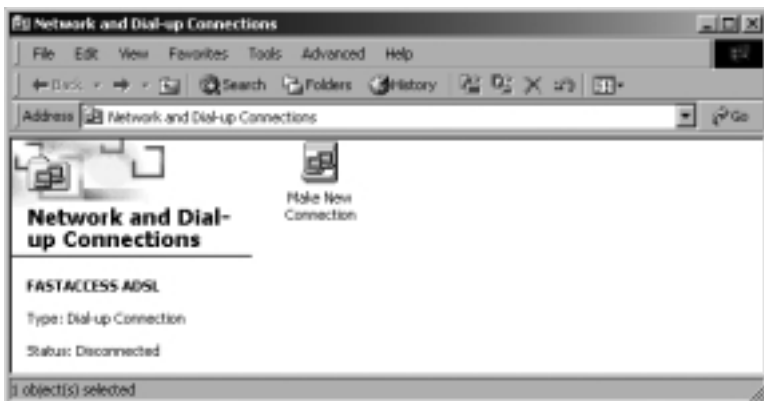 Network and Dial-up Connections
File Edit View Favorites Tools Advanced Help
Back Search Folders History
Address Network and Dial-up Connections Go
Make New
Connection
Network and Dial-
up Connections
FASTACCESS ADSL
Type: Dial-up Connection
Status: Disconnected
1 object(s) selected